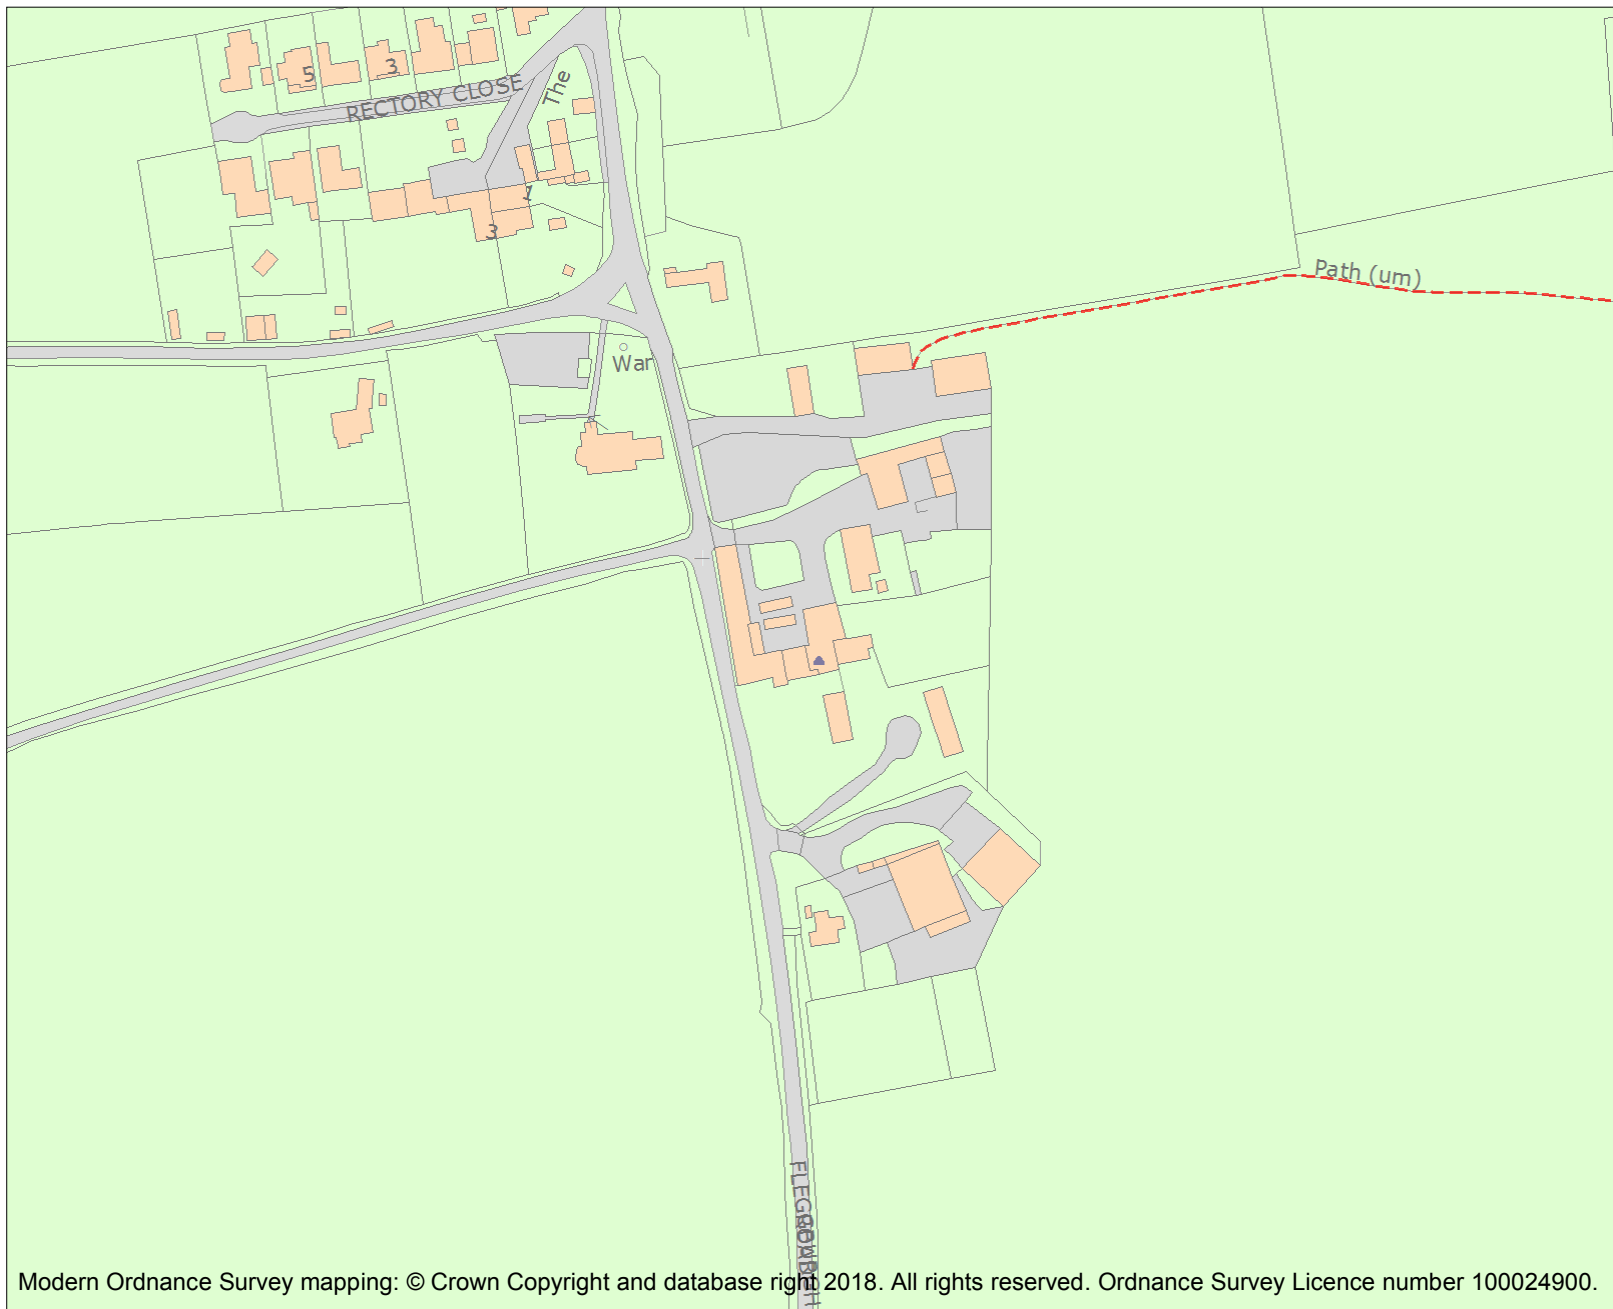 The
5
3
RECTORY CLOSE
1
3
Path (um)
War
Modern Ordnance Survey mapping: © Crown Copyright and database right 2018. All rights reserved. Ordnance Survey Licence number 100024900.